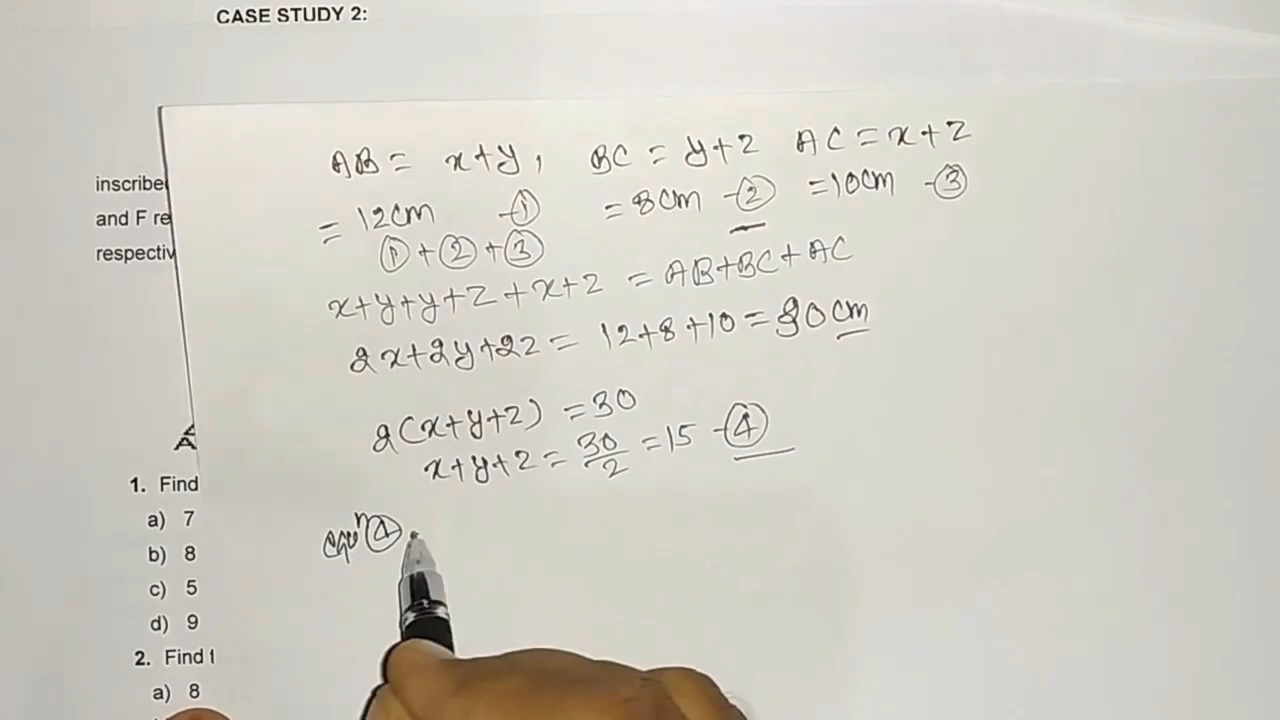 CASE STUDY 2:
AB = x+y, BC = y+z AC = x+z
= 12cm -① = 8cm -② = 10cm -③
① + ② + ③
x+y+y+z+x+z = AB+BC+AC
2x+2y+2z = 12+8+10 = 30cm
2(x+y+z) = 30
x+y+z = 30/2 = 15 -④
equⁿ ④
inscribe
and F re
respectiv
A
1. Find
a) 7
b) 8
c) 5
d) 9
2. Find
a) 8